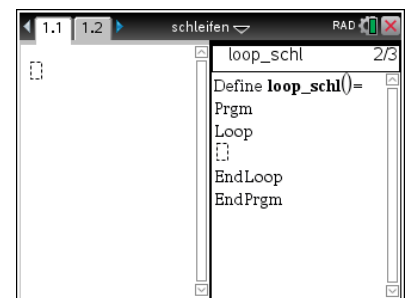 1.1 1.2 schleifen RAD
loop_schl 2/3
Define loop_schl()=
Prgm
Loop
EndLoop
EndPrgm